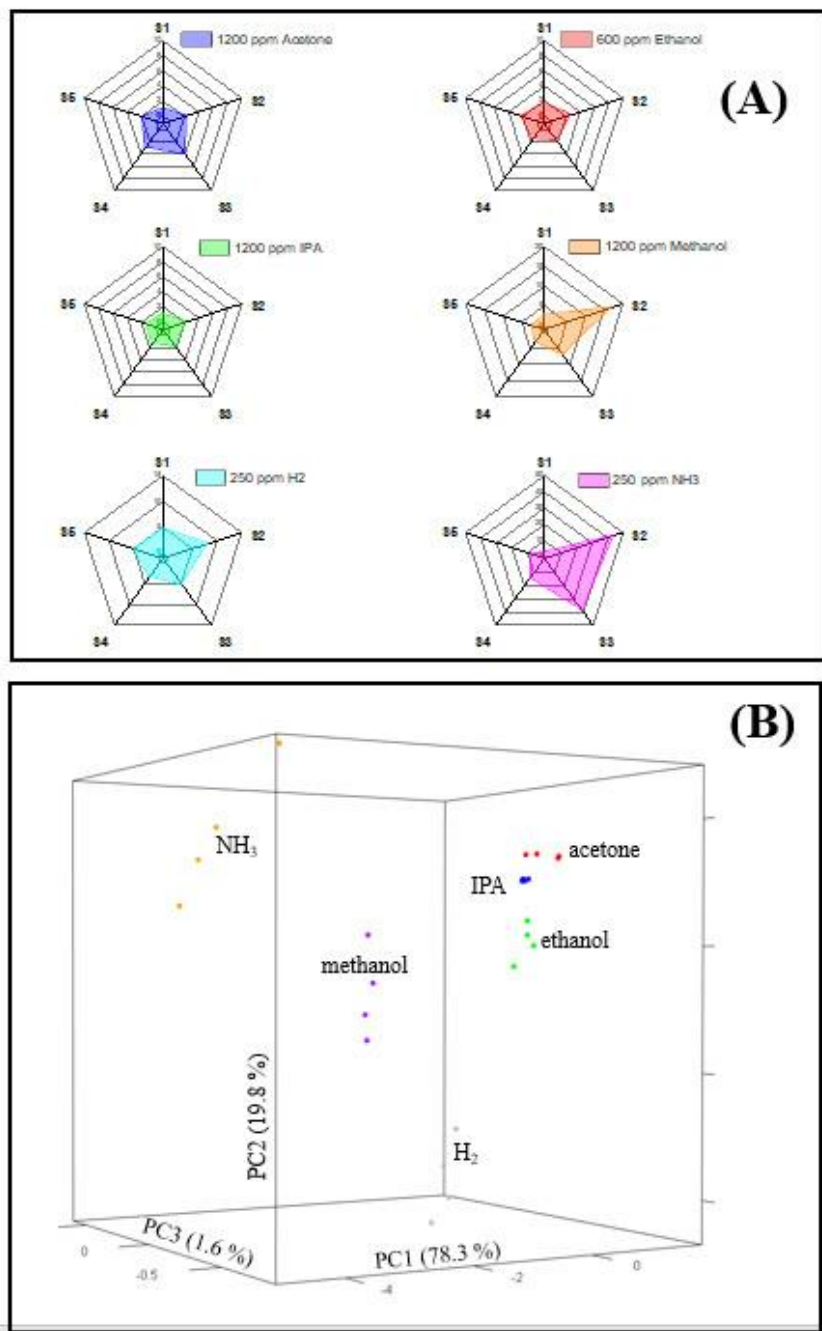 S1
1200 ppm Acetone
S5
S2
S4
S3
S1
600 ppm Ethanol
S5
S2
S4
S3
(A)
S1
1200 ppm IPA
S5
S2
S4
S3
S1
1200 ppm Methanol
S5
S2
S4
S3
S1
250 ppm H2
S5
S2
S4
S3
S1
250 ppm NH3
S5
S2
S4
S3
(B)
NH₃
acetone
IPA
ethanol
methanol
H₂
PC2 (19.8 %)
PC3 (1.6 %)
PC1 (78.3 %)
0
-0.5
-4
-2
0